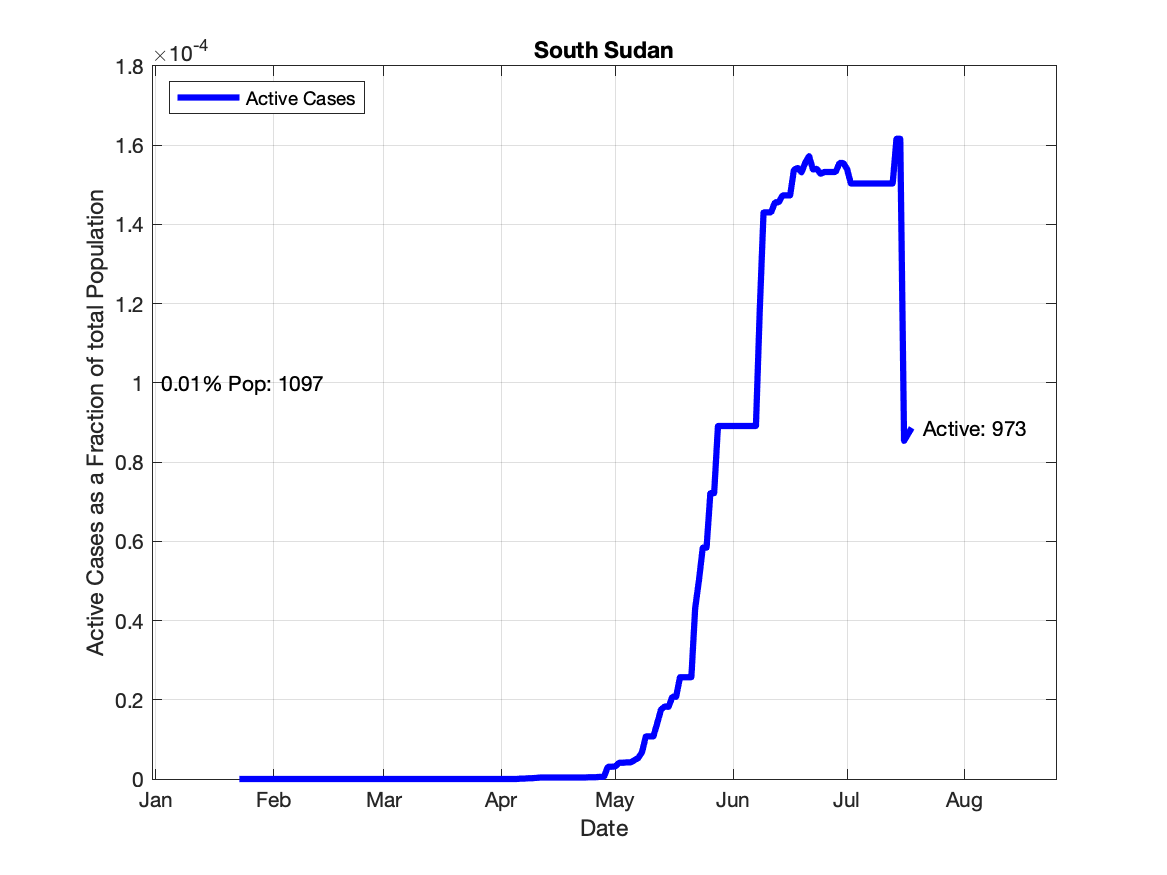 South Sudan
×10-4
Active Cases
1.8
1.6
1.4
1.2
1
0.8
0.6
0.4
0.2
0
Active Cases as a Fraction of total Population
0.01% Pop: 1097
Active: 973
Jan Feb Mar Apr May Jun Jul Aug
Date